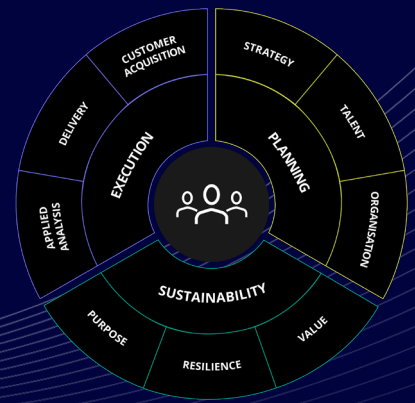 CUSTOMER
ACQUISITION
STRATEGY
DELIVERY
TALENT
EXECUTION
PLANNING
APPLIED
ANALYSIS
ORGANISATION
SUSTAINABILITY
PURPOSE
RESILIENCE
VALUE